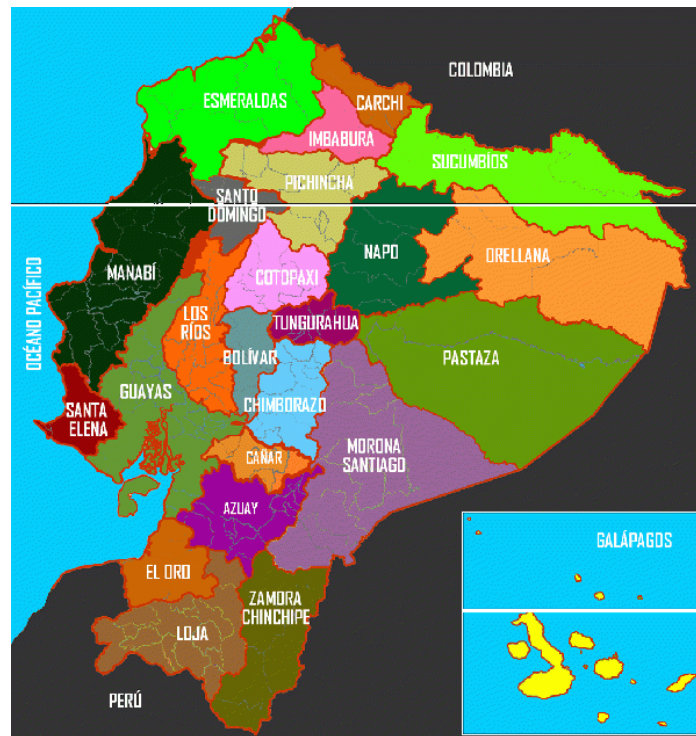 COLOMBIA
ESMERALDAS
CARCHI
IMBABURA
SUCUMBÍOS
PICHINCHA
SANTO
DOMINGO
NAPO
ORELLANA
MANABÍ
COTOPAXI
OCÉANO PACÍFICO
LOS
RÍOS
TUNGURAHUA
BOLÍVAR
PASTAZA
GUAYAS
CHIMBORAZO
SANTA
ELENA
MORONA
SANTIAGO
CAÑAR
AZUAY
GALÁPAGOS
EL ORO
ZAMORA
CHINCHIPE
LOJA
PERÚ